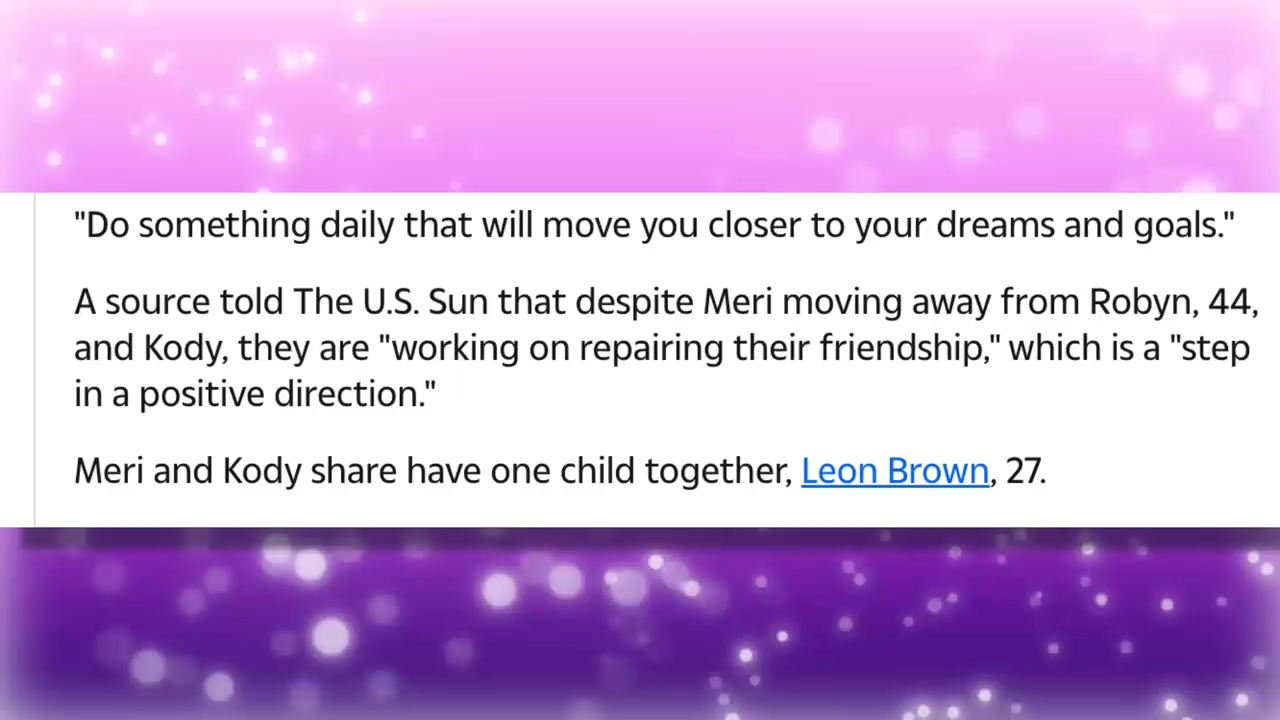 "Do something daily that will move you closer to your dreams and goals."
A source told The U.S. Sun that despite Meri moving away from Robyn, 44,
and Kody, they are "working on repairing their friendship," which is a "step
in a positive direction."
Meri and Kody share have one child together, Leon Brown, 27.